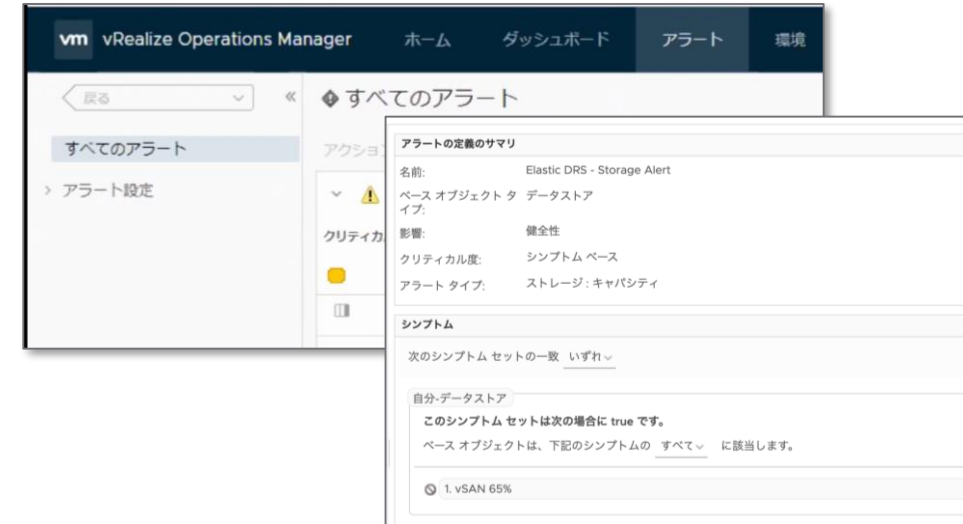 vm vRealize Operations Manager ホーム ダッシュボード アラート 環境
戻る
すべてのアラート
すべてのアラート
アラート設定
アクション
クリティカ
アラートの定義のサマリ
名前: Elastic DRS - Storage Alert
ベース オブジェクト タイプ: データストア
影響: 健全性
クリティカル度: シンプトム ベース
アラート タイプ: ストレージ : キャパシティ
シンプトム
次のシンプトム セットの一致 いずれ
自分-データストア
このシンプトム セットは次の場合に true です。
ベース オブジェクトは、下記のシンプトムの すべて に該当します。
1. vSAN 65%